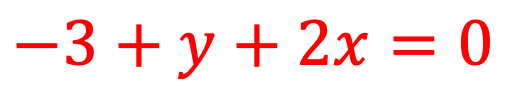 −3 + y + 2x = 0